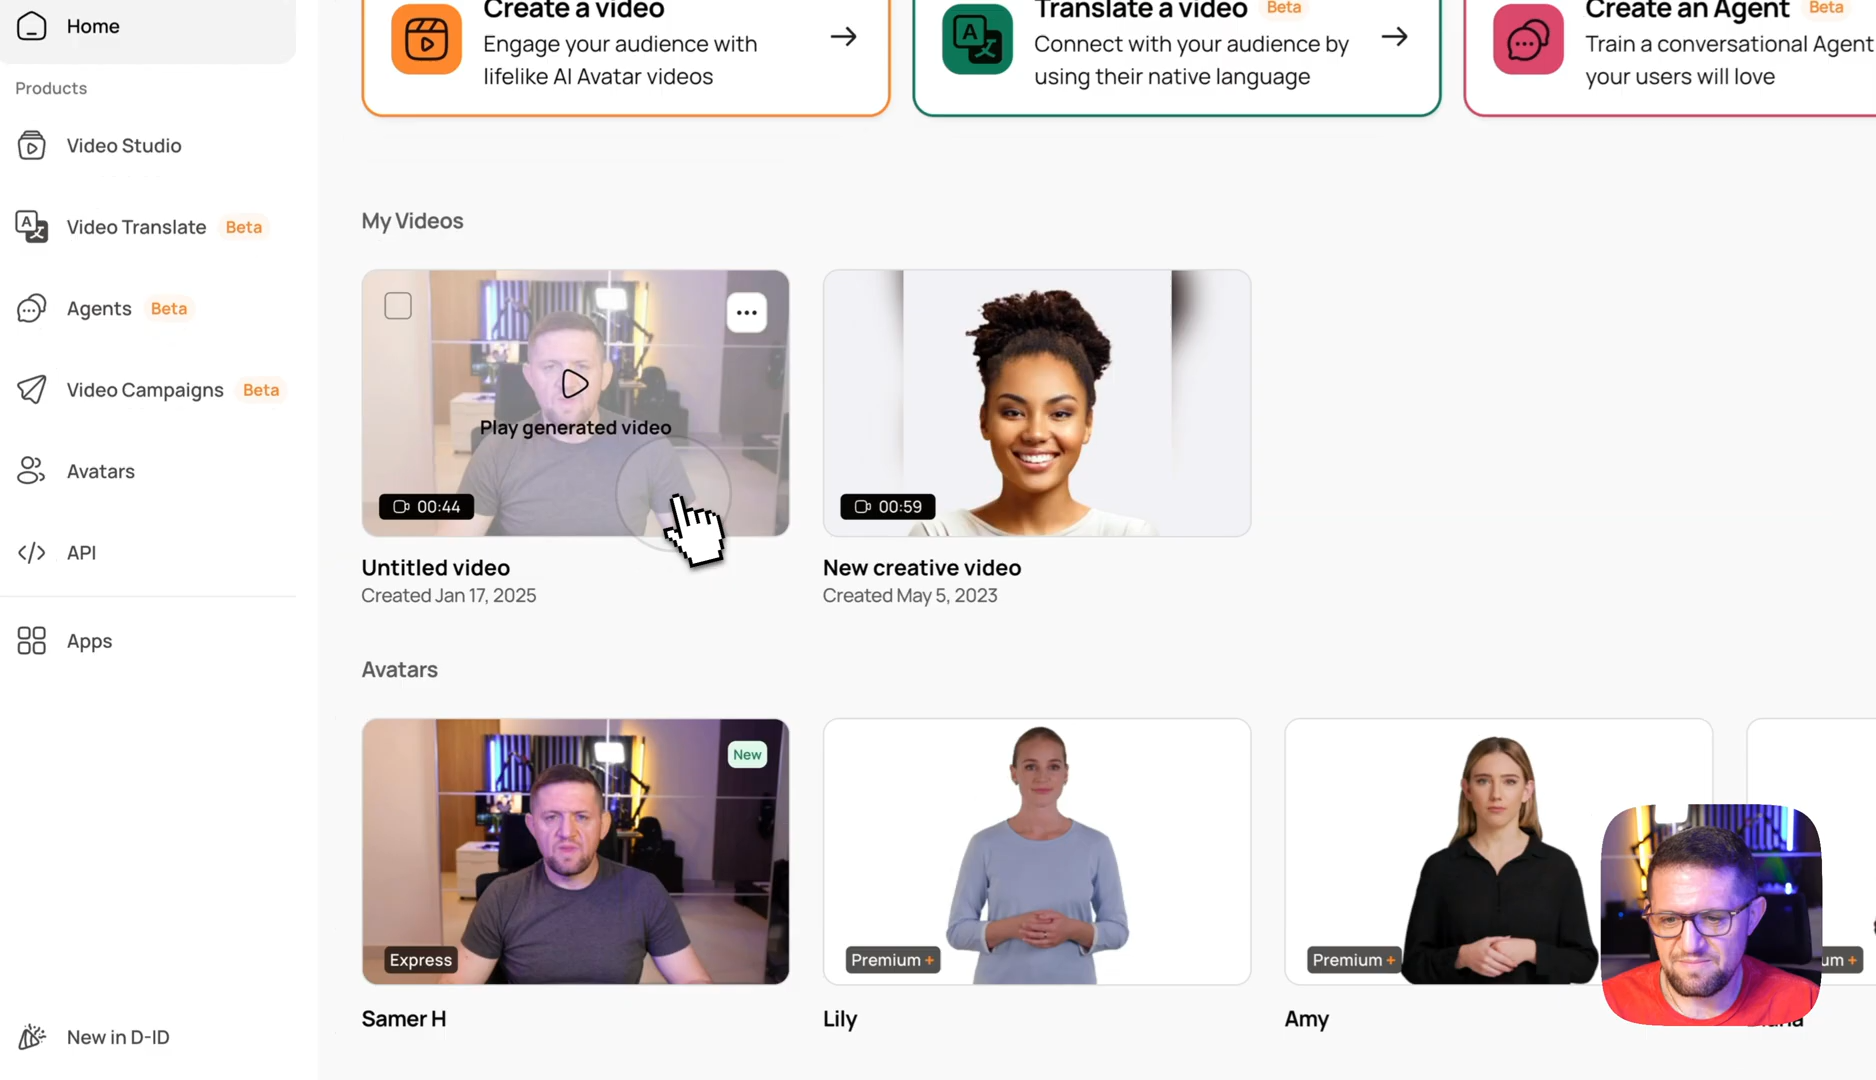 Home
Products
Video Studio
Video Translate Beta
Agents Beta
Video Campaigns Beta
Avatars
API
Apps
New in D-ID
Create a video
Engage your audience with
lifelike AI Avatar videos
Translate a video Beta
Connect with your audience by
using their native language
Create an Agent Beta
Train a conversational Agent
your users will love
My Videos
Play generated video
00:44
00:59
Untitled video
Created Jan 17, 2025
New creative video
Created May 5, 2023
Avatars
New
Express
Premium +
Premium +
Samer H
Lily
Amy